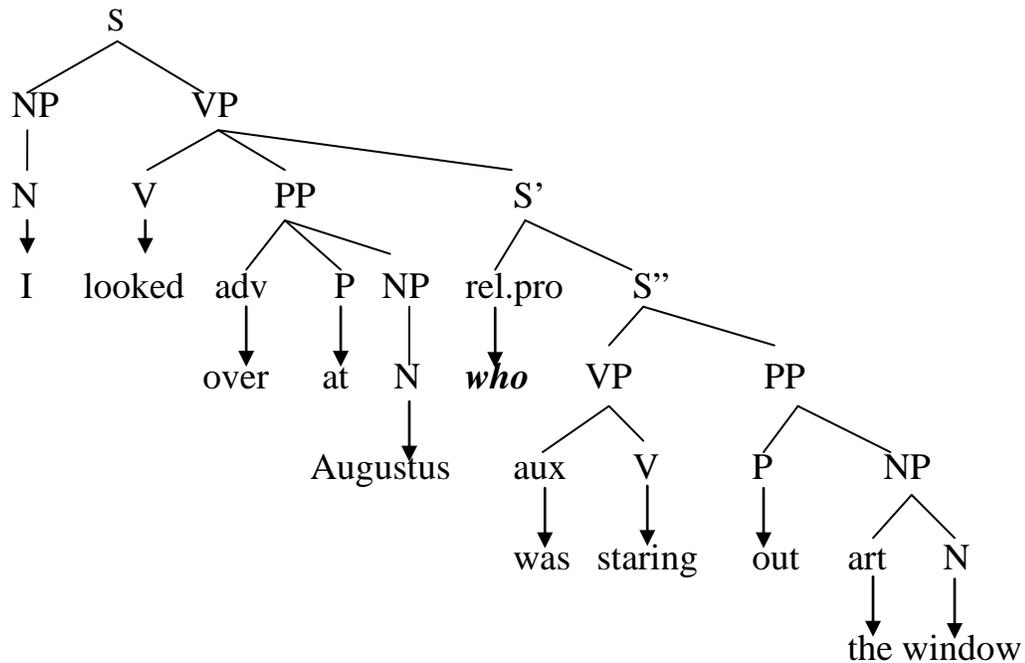 S
NP VP
N V PP S’
I looked adv P NP rel.pro S”
over at N who VP PP
Augustus aux V P NP
was staring out art N
the window